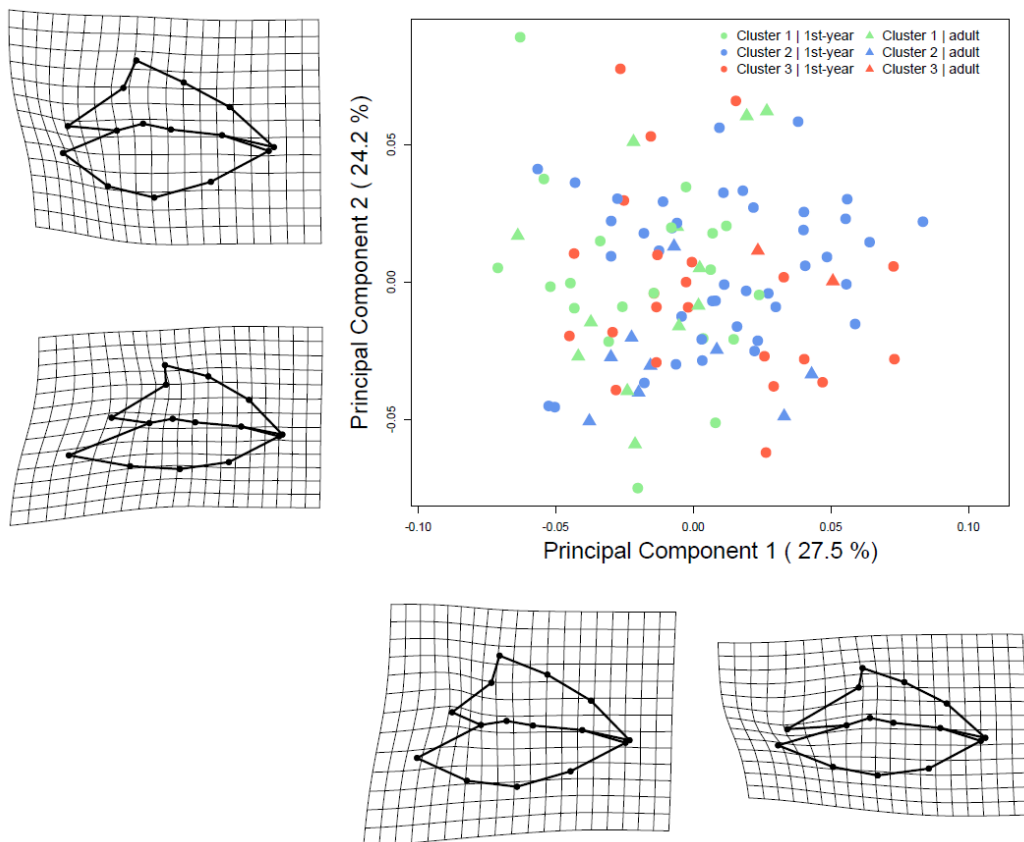 Cluster 1 | 1st-year Cluster 1 | adult
Cluster 2 | 1st-year Cluster 2 | adult
Cluster 3 | 1st-year Cluster 3 | adult
Principal Component 2 ( 24.2 %)
0.05
0.00
-0.05
-0.10 -0.05 0.00 0.05 0.10
Principal Component 1 ( 27.5 %)